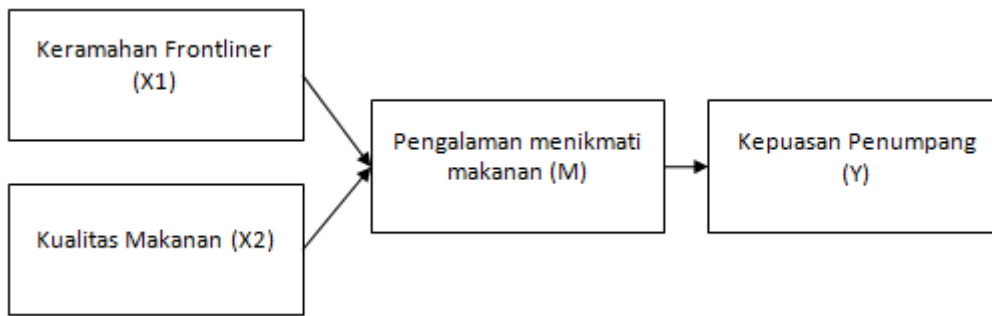 Keramahan Frontliner
(X1)
Kualitas Makanan (X2)
Pengalaman menikmati
makanan (M)
Kepuasan Penumpang
(Y)